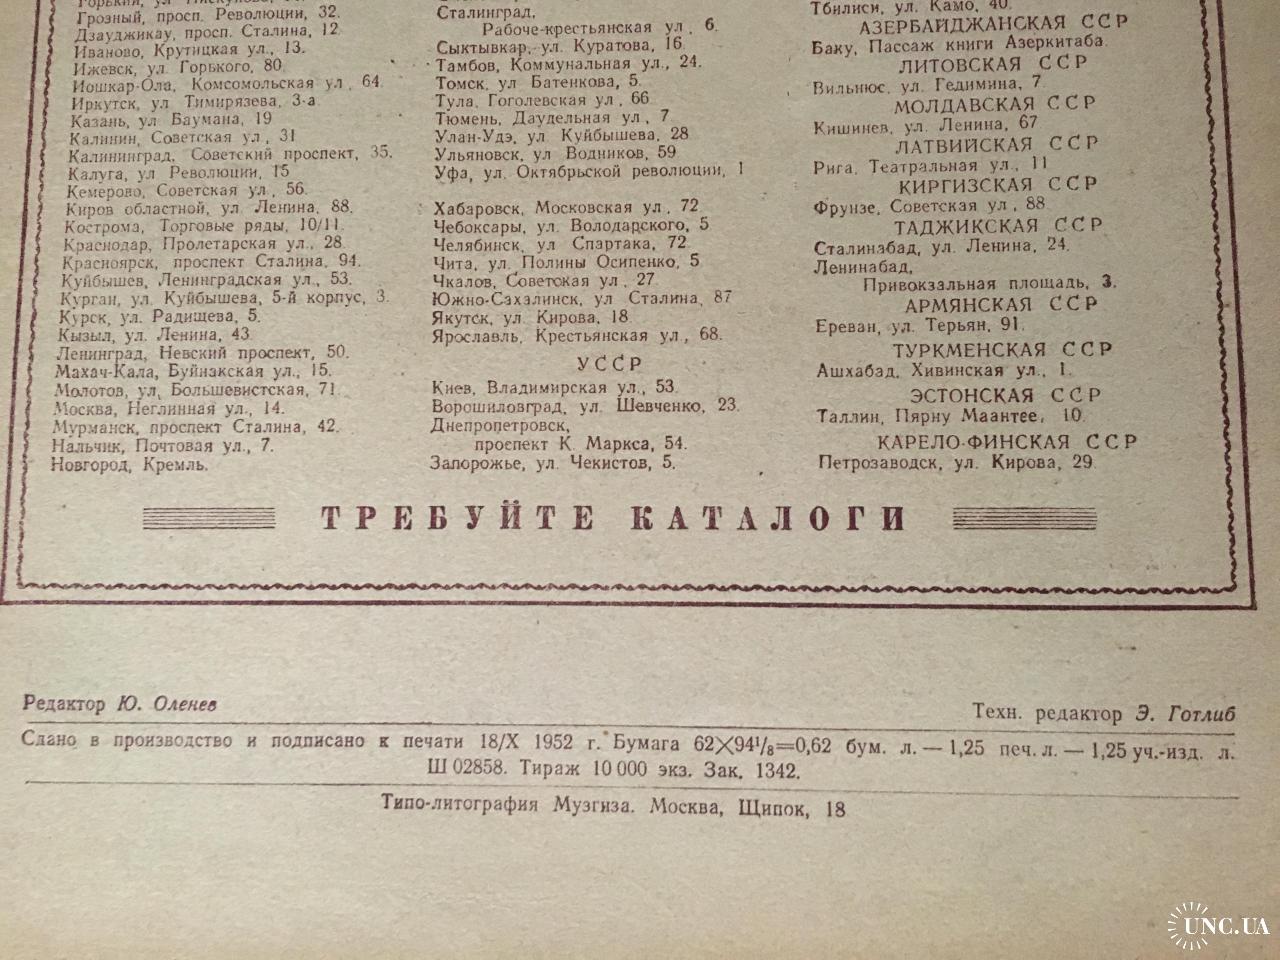 Грозный, просп. Революции, 32.
Дзауджикау, просп. Сталина, 12
Иваново, Крутицкая ул., 13.
Ижевск, ул. Горького, 80.
Йошкар-Ола, Комсомольская ул, 64
Иркутск, ул Тимирязева, 3-а
Казань, ул Баумана, 19
Калинин, Советская ул, 31
Калининград, Советский проспект, 35.
Калуга, ул Революции, 15
Кемерово, Советская ул., 56.
Киров областной, ул. Ленина, 88.
Кострома, Торговые ряды, 10/11.
Краснодар, Пролетарская ул., 28
Красноярск, проспект Сталина, 94.
Куйбышев, Ленинградская ул., 53.
Курган, ул. Куйбышева, 5-й корпус, 3.
Курск, ул. Радищева, 5.
Кызыл, ул. Ленина, 43
Ленинград, Невский проспект, 50.
Махач-Кала, Буйнакская ул., 15.
Молотов, ул. Большевистская, 71
Москва, Неглинная ул., 14.
Мурманск, проспект Сталина, 42.
Нальчик, Почтовая ул., 7.
Новгород, Кремль.
Сталинград,
Рабоче-крестьянская ул, 6.
Сыктывкар, ул. Куратова, 16
Тамбов, Коммунальная ул., 24.
Томск, ул Батенкова, 5.
Тула, Гоголевская ул, 66
Тюмень, Даудельная ул, 7
Улан-Удэ, ул. Куйбышева, 28
Ульяновск, ул Водников, 59
Уфа, ул. Октябрьской революции, 1
Хабаровск, Московская ул, 72
Чебоксары, ул. Володарского, 5
Челябинск, ул Спартака, 72.
Чита, ул. Полины Осипенко, 5
Чкалов, Советская ул, 27
Южно-Сахалинск, ул Сталина, 87
Якутск, ул. Кирова, 18.
Ярославль, Крестьянская ул, 68.
УССР
Киев, Владимирская ул., 53.
Ворошиловград, ул. Шевченко, 23.
Днепропетровск,
проспект К. Маркса, 54.
Запорожье, ул. Чекистов, 5.
Тбилиси, ул. Камо, 40.
АЗЕРБАЙДЖАНСКАЯ ССР
Баку, Пассаж книги Азеркитаба.
ЛИТОВСКАЯ ССР
Вильнюс, ул. Гедимина, 7
МОЛДАВСКАЯ ССР
Кишинев, ул. Ленина, 67
ЛАТВИЙСКАЯ ССР
Рига, Театральная ул., 11
КИРГИЗСКАЯ ССР
Фрунзе, Советская ул, 88
ТАДЖИКСКАЯ ССР
Сталинабад, ул. Ленина, 24.
Ленинабад,
Привокзальная площадь, 3.
АРМЯНСКАЯ ССР
Ереван, ул. Терьян, 91.
ТУРКМЕНСКАЯ ССР
Ашхабад, Хивинская ул., 1.
ЭСТОНСКАЯ ССР
Таллин, Пярну Маантее, 10
КАРЕЛО-ФИНСКАЯ ССР
Петрозаводск, ул. Кирова, 29
ТРЕБУЙТЕ КАТАЛОГИ
Редактор Ю. Оленев
Техн. редактор Э. Готлиб
Сдано в производство и подписано к печати 18/X 1952 г. Бумага 62×94⅛=0,62 бум. л. — 1,25 печ. л. — 1,25 уч.-изд. л.
Ш 02858. Тираж 10 000 экз. Зак. 1342.
Типо-литография Музгиза. Москва, Щипок, 18
UNC.UA